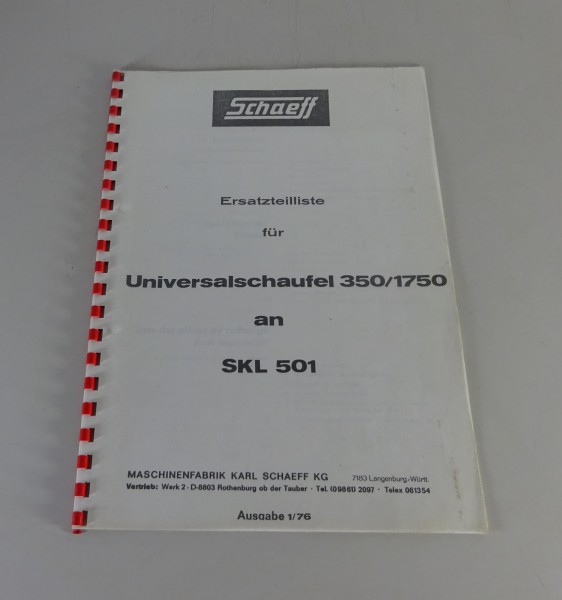 Schaeff
Ersatzteilliste
für
Universalschaufel 350/1750
an
SKL 501
MASCHINENFABRIK KARL SCHAEFF KG 7183 Langenburg-Württ.
Vertrieb: Werk 2 · D-8803 Rothenburg ob der Tauber · Tel. (09861) 2097 · Telex 061354
Ausgabe 1/76